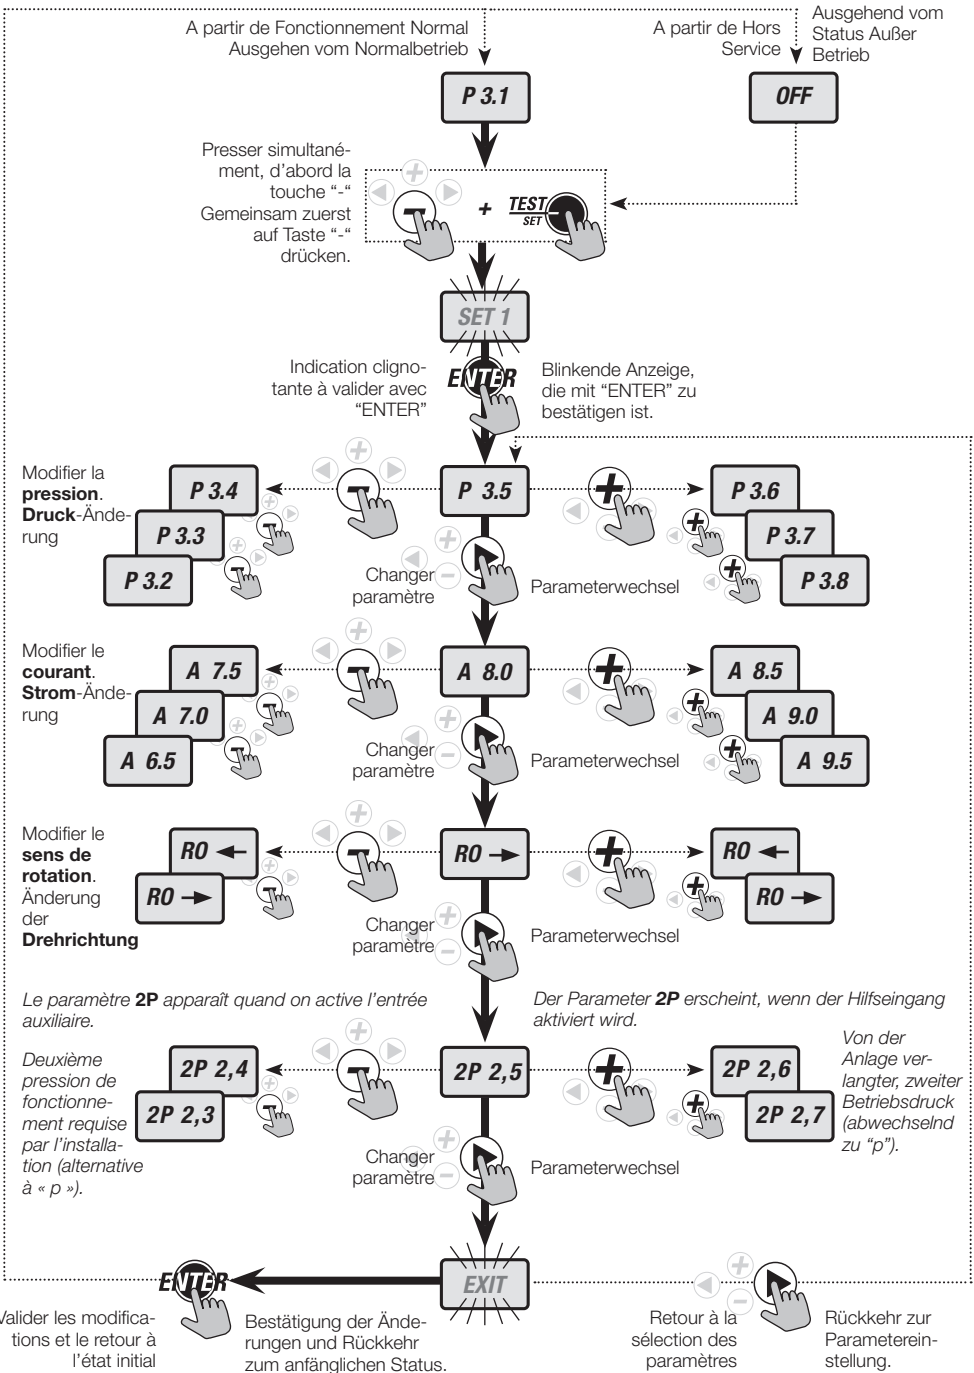 A partir de Fonctionnement Normal
Ausgehen vom Normalbetrieb
A partir de Hors
Service
Ausgehend vom
Status Außer
Betrieb
P 3.1
OFF
Presser simultané-
ment, d'abord la
touche “-“
Gemeinsam zuerst
auf Taste “-“
drücken.
+
TEST
SET
SET 1
Indication cligno-
tante à valider avec
“ENTER”
ENTER
Blinkende Anzeige,
die mit “ENTER” zu
bestätigen ist.
Modifier la
pression.
Druck-Ände-
rung
P 3.4
P 3.3
P 3.2
P 3.5
P 3.6
P 3.7
P 3.8
Changer
paramètre
Parameterwechsel
Modifier le
courant.
Strom-Ände-
rung
A 7.5
A 7.0
A 6.5
A 8.0
A 8.5
A 9.0
A 9.5
Changer
paramètre
Parameterwechsel
Modifier le
sens de
rotation.
Änderung
der
Drehrichtung
RO ←
RO →
RO →
RO ←
RO →
Changer
paramètre
Parameterwechsel
Le paramètre 2P apparaît quand on active l'entrée
auxiliaire.
Der Parameter 2P erscheint, wenn der Hilfseingang
aktiviert wird.
Deuxième
pression de
fonctionne-
ment requise
par l'installa-
tion (alternative
à « p »).
2P 2,4
2P 2,3
2P 2,5
2P 2,6
2P 2,7
Von der
Anlage ver-
langter, zweiter
Betriebsdruck
(abwechselnd
zu “p”).
Changer
paramètre
Parameterwechsel
ENTER
EXIT
Valider les modifica-
tions et le retour à
l'état initial
Bestätigung der Ände-
rungen und Rückkehr
zum anfänglichen Status.
Retour à la
sélection des
paramètres
Rückkehr zur
Parameterein-
stellung.